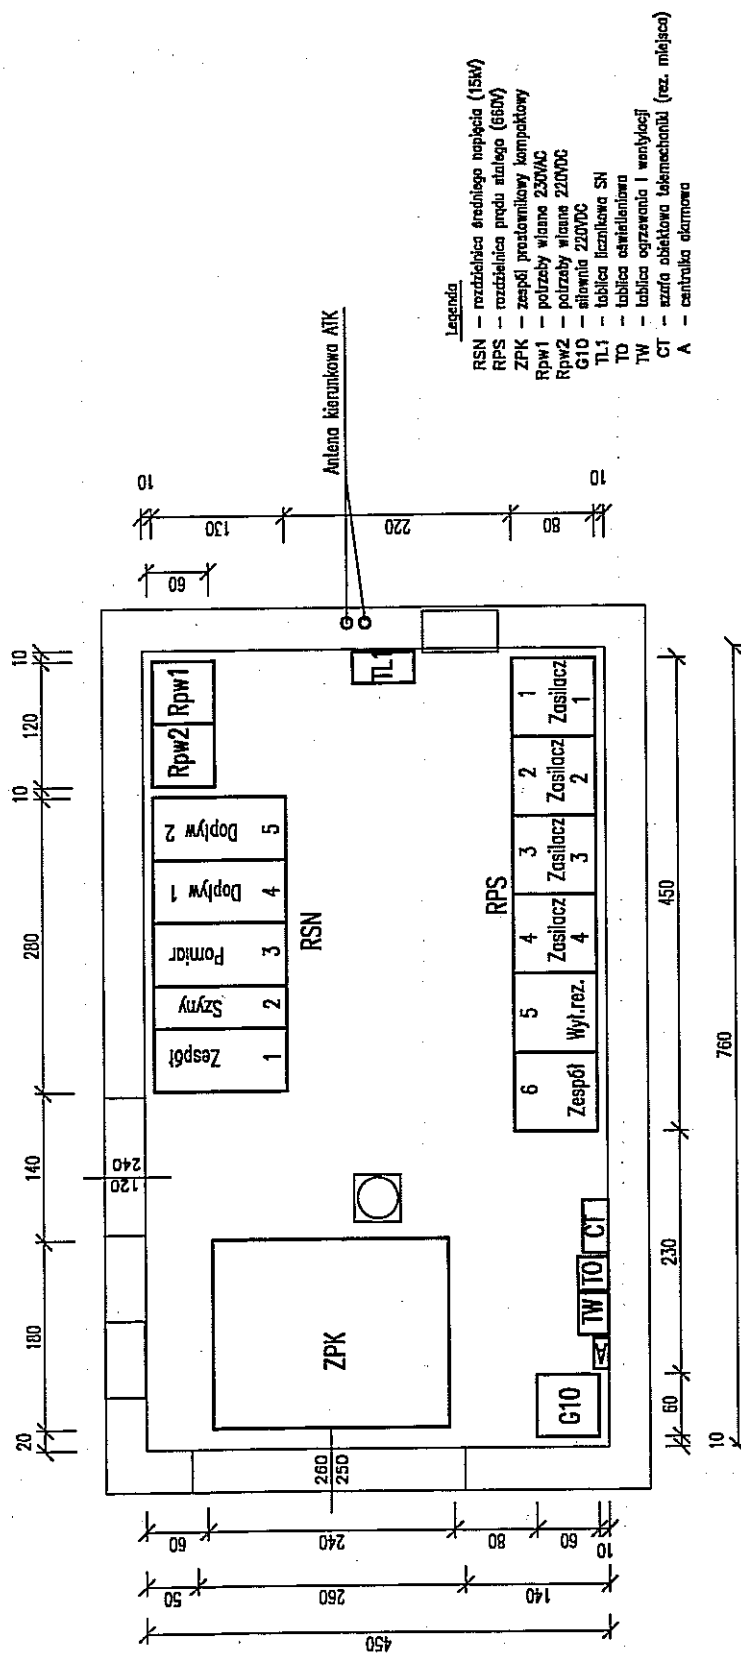 Legenda
RSN – rozdzielnica średniego napięcia (15kV)
RPS – rozdzielnica prądu stałego (660V)
ZPK – zespół prostownikowy kompaktowy
Rpw1 – potrzeby własne 230VAC
Rpw2 – potrzeby własne 220VDC
G10 – siłownia 220VDC
TL1 – tablica licznikowa SN
TO – tablica oświetleniowa
TW – tablica ogrzewania i wentylacji
CT – szafa obiektowa telemechaniki (rez. miejsca)
A – centralka alarmowa
Antena kierunkowa ATK
20
180
140
280
10
120
10
240
120
Zespół
1
Szyny
2
Pomiar
3
Dopływ 1
4
Dopływ 2
5
RSN
Rpw2
Rpw1
TL1
ZPK
260
250
G10
A
TW
TO
CT
RPS
6
Zespół
5
Wył.rez.
4
Zasilacz
4
3
Zasilacz
3
2
Zasilacz
2
1
Zasilacz
1
10
60
130
220
80
10
60
240
80
60
10
50
260
140
450
10
60
230
450
760